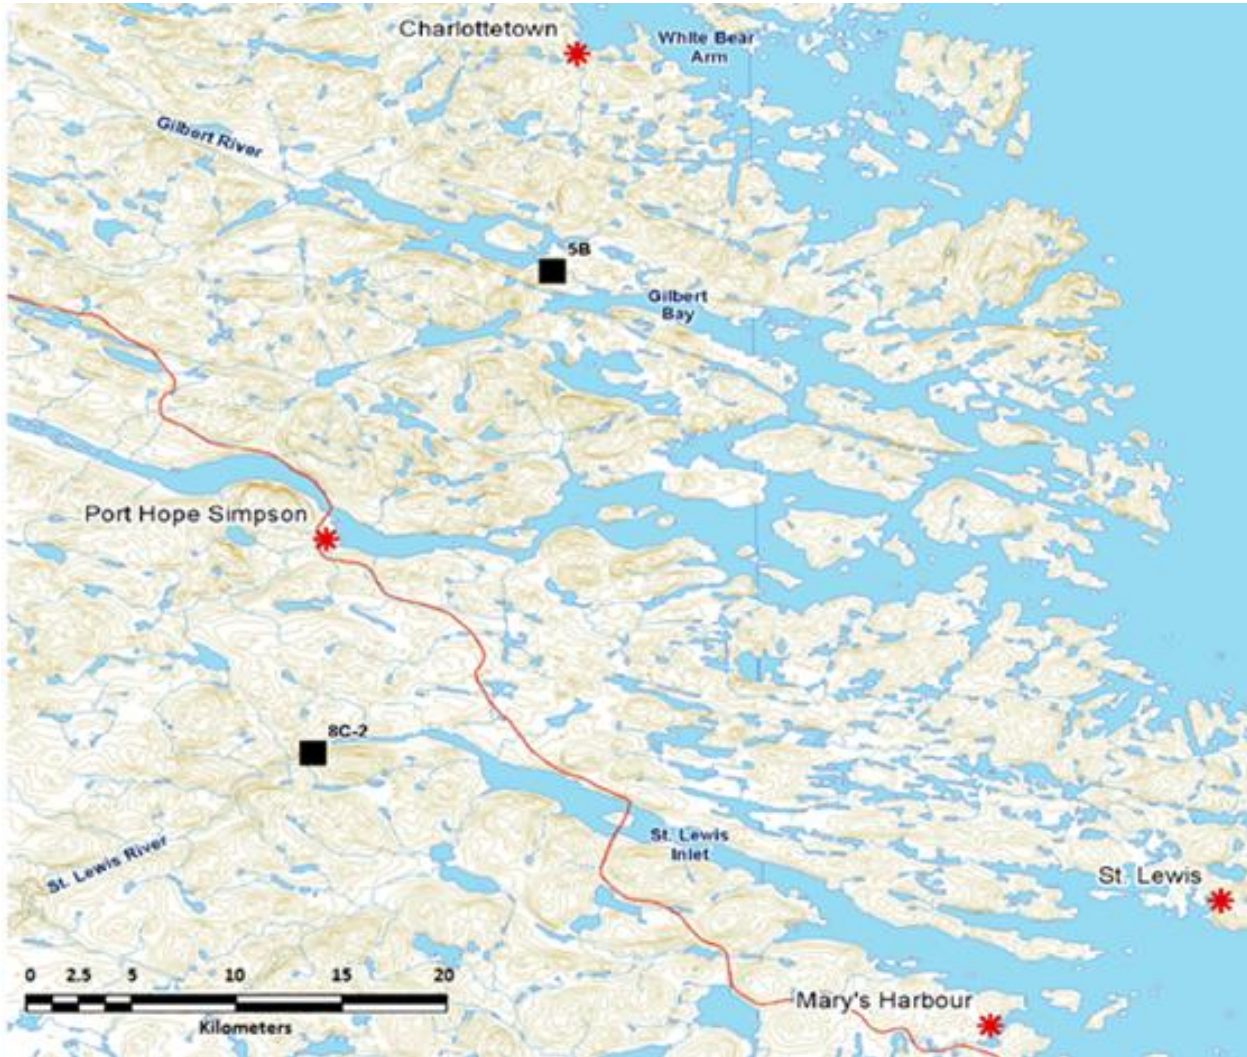 Charlottetown
White Bear
Arm
Gilbert River
5B
Gilbert
Bay
Port Hope Simpson
8C-2
St. Lewis River
St. Lewis
Inlet
St. Lewis
0 2.5 5 10 15 20
Kilometers
Mary's Harbour